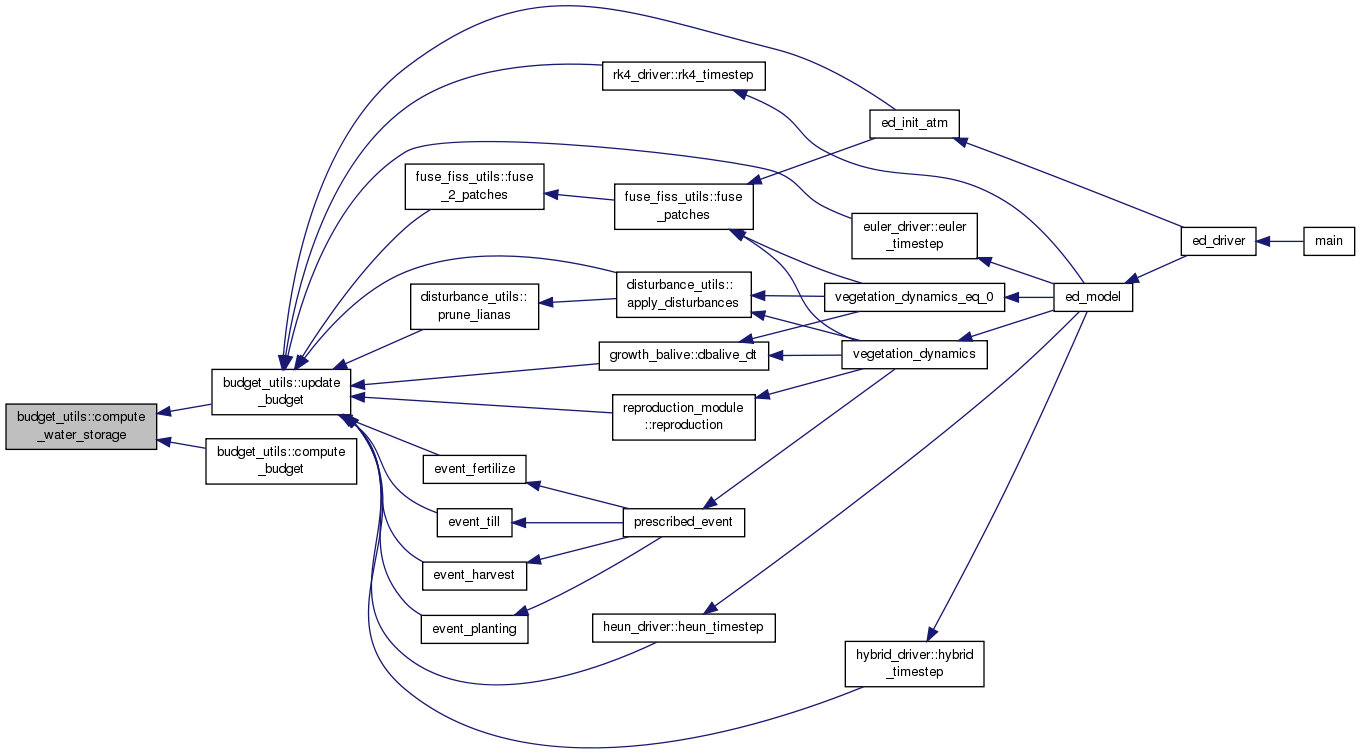 rk4_driver::rk4_timestep
ed_init_atm
fuse_fiss_utils::fuse
_2_patches
fuse_fiss_utils::fuse
_patches
euler_driver::euler
_timestep
ed_driver
main
disturbance_utils::
prune_lianas
disturbance_utils::
apply_disturbances
vegetation_dynamics_eq_0
ed_model
growth_balive::dbalive_dt
vegetation_dynamics
budget_utils::update
_budget
budget_utils::compute
_water_storage
reproduction_module
::reproduction
budget_utils::compute
_budget
event_fertilize
event_till
prescribed_event
event_harvest
event_planting
heun_driver::heun_timestep
hybrid_driver::hybrid
_timestep